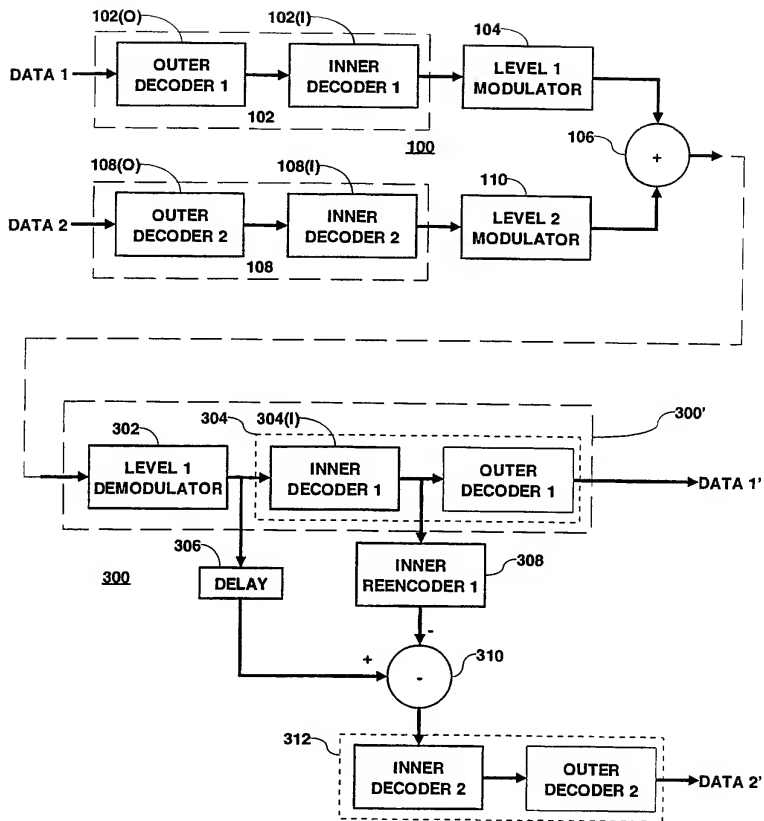 102(O)
102(I)
104
DATA 1
OUTER
DECODER 1
INNER
DECODER 1
LEVEL 1
MODULATOR
102
100
106
+
108(O)
108(I)
110
DATA 2
OUTER
DECODER 2
INNER
DECODER 2
LEVEL 2
MODULATOR
108
302
304
304(I)
300'
LEVEL 1
DEMODULATOR
INNER
DECODER 1
OUTER
DECODER 1
DATA 1'
306
300
DELAY
INNER
REENCODER 1
308
-
+
-
310
312
INNER
DECODER 2
OUTER
DECODER 2
DATA 2'